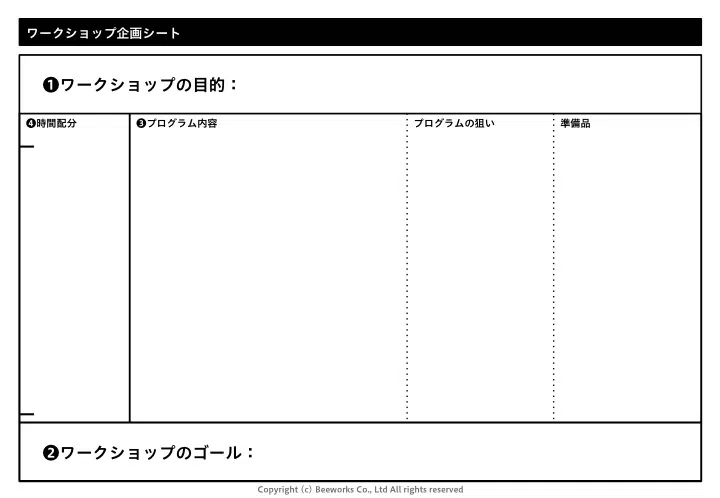 ワークショップ企画シート
❶ワークショップの目的：
❹時間配分
❸プログラム内容
プログラムの狙い
準備品
❷ワークショップのゴール：
Copyright（c）Beeworks Co., Ltd All rights reserved